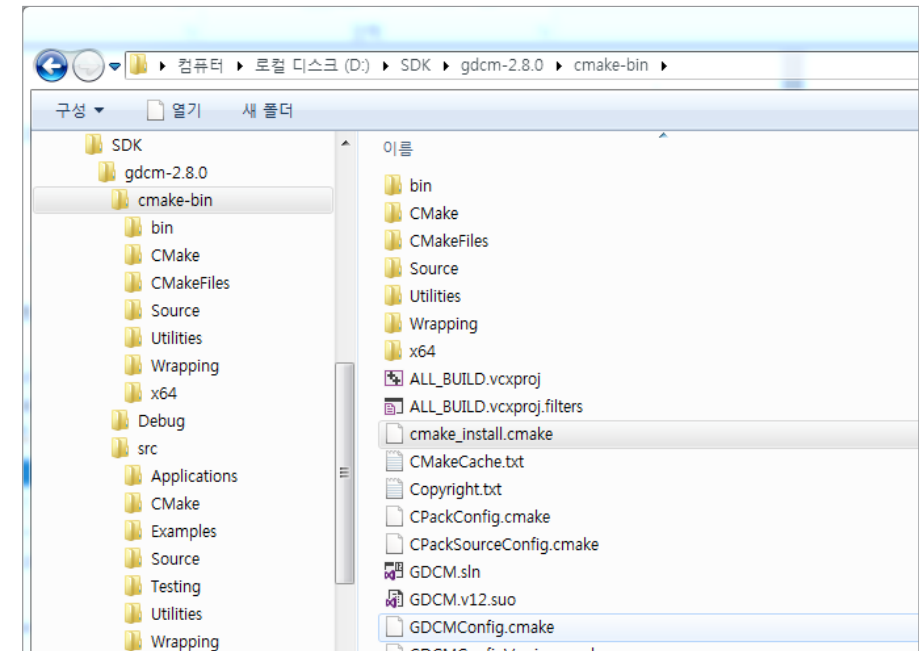 컴퓨터 로컬 디스크 (D:) SDK gdcm-2.8.0 cmake-bin
구성 열기 새 폴더
SDK
gdcm-2.8.0
cmake-bin
bin
CMake
CMakeFiles
Source
Utilities
Wrapping
x64
Debug
src
Applications
CMake
Examples
Source
Testing
Utilities
Wrapping
이름
bin
CMake
CMakeFiles
Source
Utilities
Wrapping
x64
ALL_BUILD.vcxproj
ALL_BUILD.vcxproj.filters
cmake_install.cmake
CMakeCache.txt
Copyright.txt
CPackConfig.cmake
CPackSourceConfig.cmake
GDCM.sln
GDCM.v12.suo
GDCMConfig.cmake